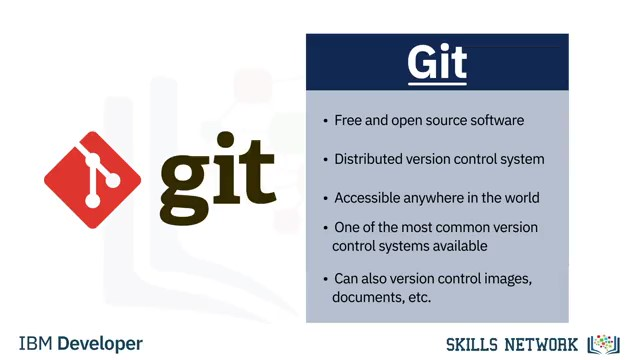 Git
git
• Free and open source software
• Distributed version control system
• Accessible anywhere in the world
• One of the most common version
control systems available
• Can also version control images,
documents, etc.
IBM Developer
SKILLS NETWORK